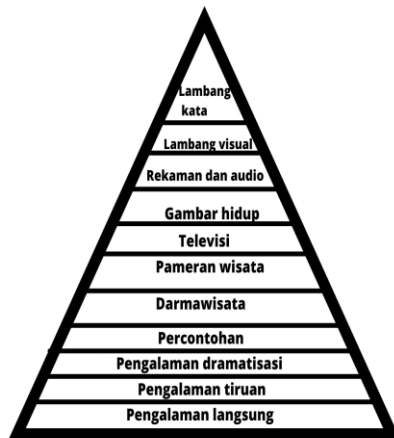 Lambang
kata
Lambang visual
Rekaman dan audio
Gambar hidup
Televisi
Pameran wisata
Darmawisata
Percontohan
Pengalaman dramatisasi
Pengalaman tiruan
Pengalaman langsung